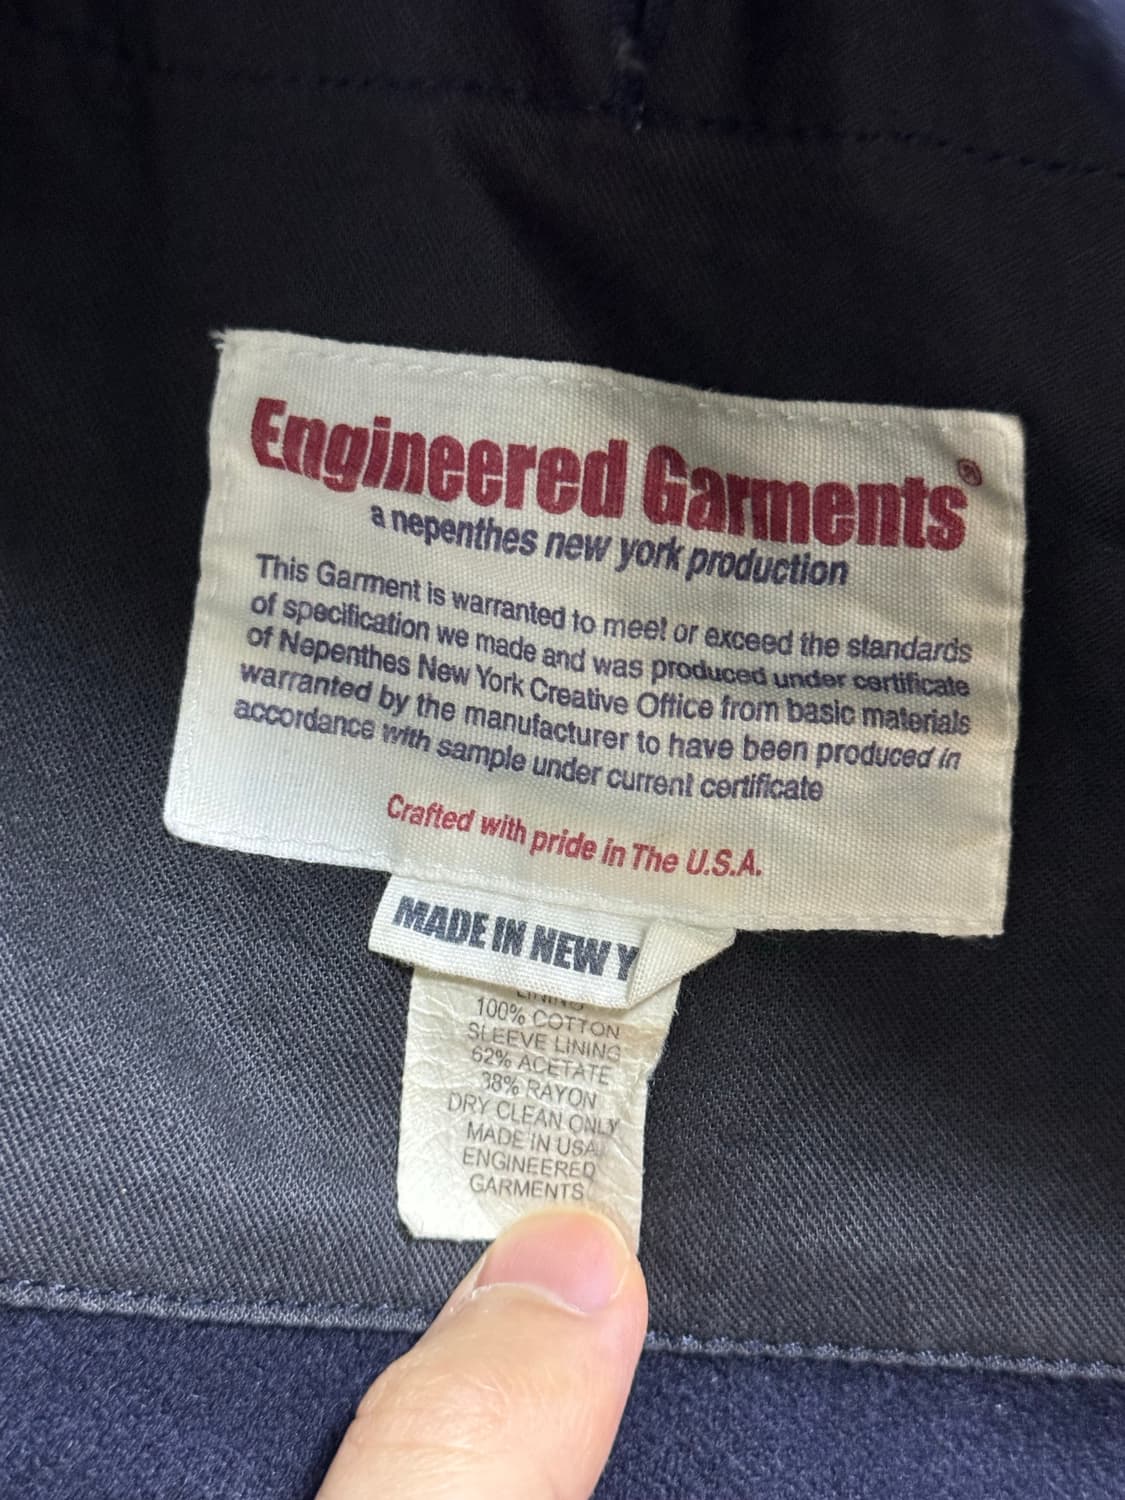 Engineered Garments®
a nepenthes new york production
This Garment is warranted to meet or exceed the standards
of specification we made and was produced under certificate
of Nepenthes New York Creative Office from basic materials
warranted by the manufacturer to have been produced in
accordance with sample under current certificate
Crafted with pride in The U.S.A.
MADE IN NEW Y
LINING
100% COTTON
SLEEVE LINING
62% ACETATE
38% RAYON
DRY CLEAN ONLY
MADE IN USA
ENGINEERED
GARMENTS